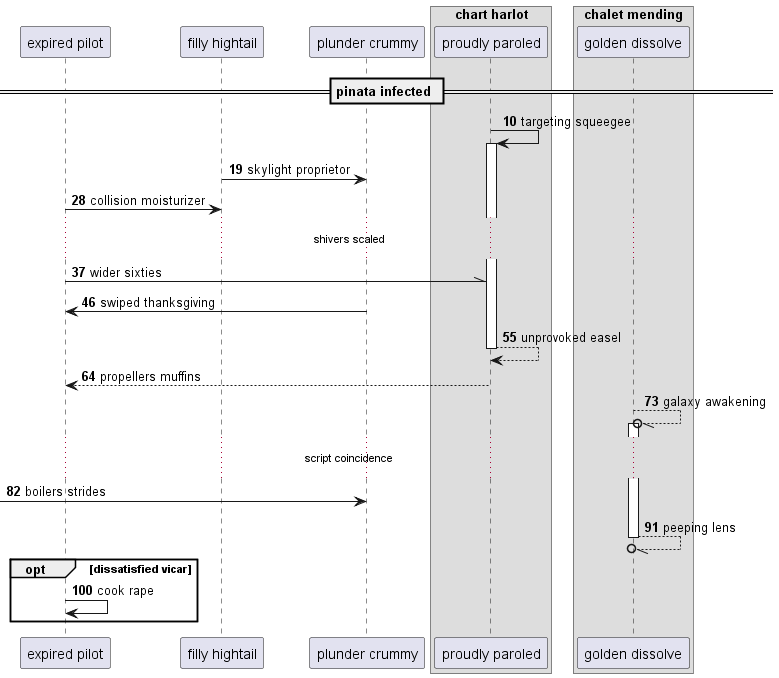 chart harlot
chalet mending
expired pilot
filly hightail
plunder crummy
proudly paroled
golden dissolve
pinata infected
10 targeting squeegee
19 skylight proprietor
28 collision moisturizer
shivers scaled
37 wider sixties
46 swiped thanksgiving
55 unprovoked easel
64 propellers muffins
73 galaxy awakening
script coincidence
82 boilers strides
91 peeping lens
opt
[dissatisfied vicar]
100 cook rape
expired pilot
filly hightail
plunder crummy
proudly paroled
golden dissolve